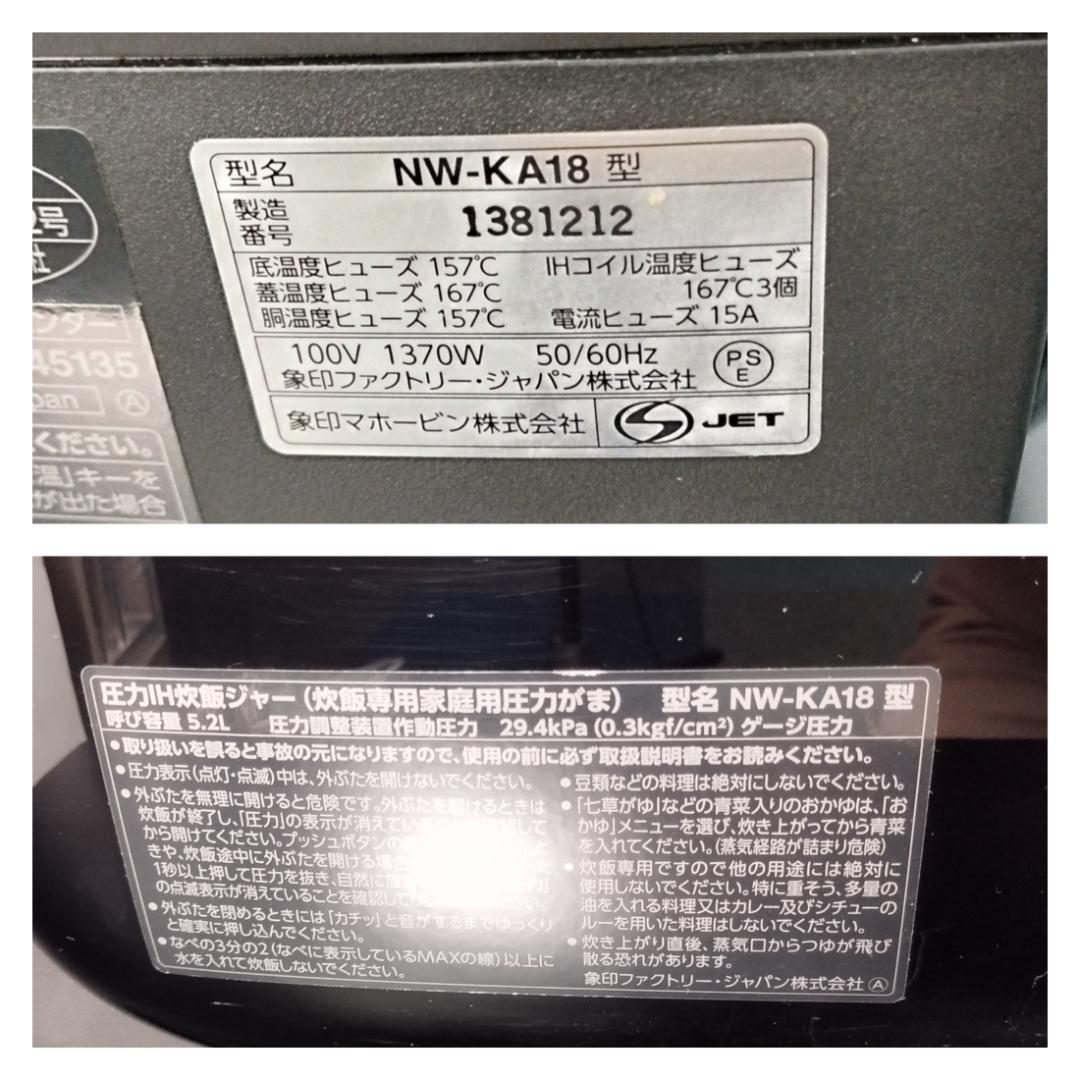 号
社
ンター
45135
pan Ⓐ
ください。
温」キーを
が出た場合
型名 NW-KA18 型
製造番号 1381212
底温度ヒューズ 157℃ IHコイル温度ヒューズ
蓋温度ヒューズ 167℃ 167℃3個
胴温度ヒューズ 157℃ 電流ヒューズ 15A
100V 1370W 50/60Hz PSE
象印ファクトリー・ジャパン株式会社
象印マホービン株式会社 JET
圧力IH炊飯ジャー(炊飯専用家庭用圧力がま) 型名 NW-KA18 型
呼び容量 5.2L 圧力調整装置作動圧力 29.4kPa (0.3kgf/cm²) ゲージ圧力
●取り扱いを誤ると事故の元になりますので、使用の前に必ず取扱説明書をお読みください。
●圧力表示(点灯・点滅)中は、外ぶたを開けないでください。
●外ぶたを無理に開けると危険です。外ぶたを開けるときは
炊飯が終了し、「圧力」の表示が消えていることを確認して
から開けてください。プッシュボタンの
きや、炊飯途中に外ぶたを開ける場合
1秒以上押して圧力を抜き、自然に放
の点滅表示が消えていることを確認してから
●外ぶたを閉めるときには「カチッ」と音がするまでゆっくり
と確実に押し込んでください。
●なべの3分の2(なべに表示しているMAXの線)以上に
水を入れて炊飯しないでください。
●豆類などの料理は絶対にしないでください。
●「七草がゆ」などの青菜入りのおかゆは、「お
かゆ」メニューを選び、炊き上がってから青菜
を入れてください。(蒸気経路が詰まり危険)
●炊飯専用ですので他の用途には絶対に
使用しないでください。特に重そう、多量の
油を入れる料理又はカレー及びシチューの
ルーを用いた料理はしないでください。
●炊き上がり直後、蒸気口からつゆが飛び
散る恐れがあります。
象印ファクトリー・ジャパン株式会社 Ⓐ